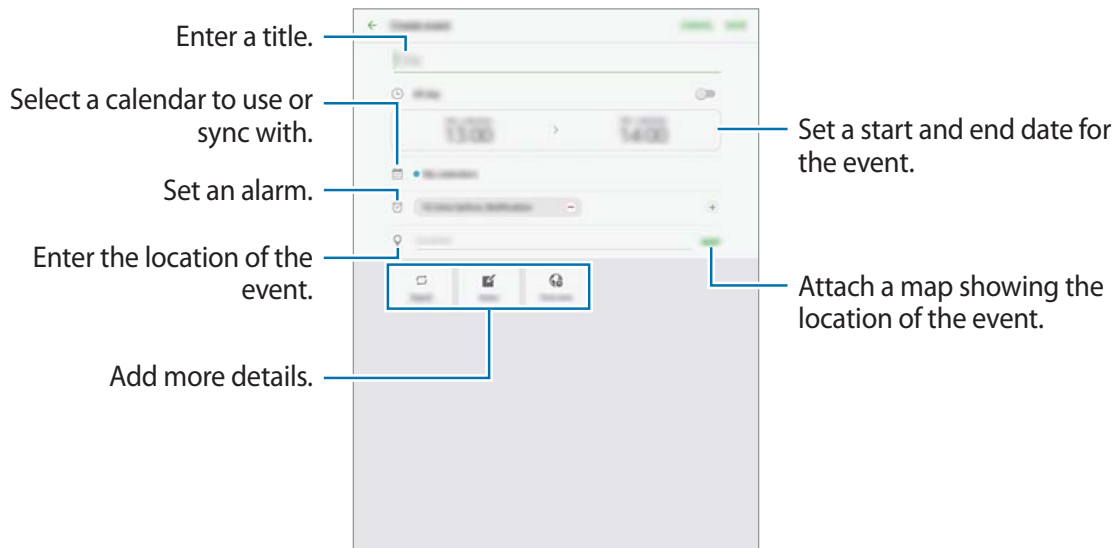 Enter a title.
Select a calendar to use or
sync with.
Set an alarm.
Enter the location of the
event.
Add more details.
13:00
14:00
Set a start and end date for
the event.
Attach a map showing the
location of the event.